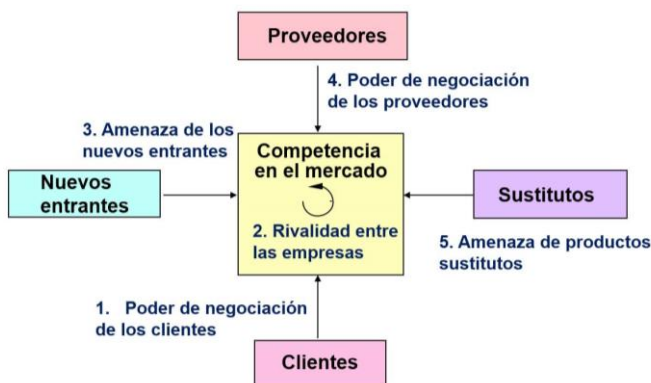 Proveedores
4. Poder de negociación
de los proveedores
3. Amenaza de los
nuevos entrantes
Competencia
en el mercado
Nuevos
entrantes
Sustitutos
2. Rivalidad entre
las empresas
5. Amenaza de productos
sustitutos
1. Poder de negociación
de los clientes
Clientes